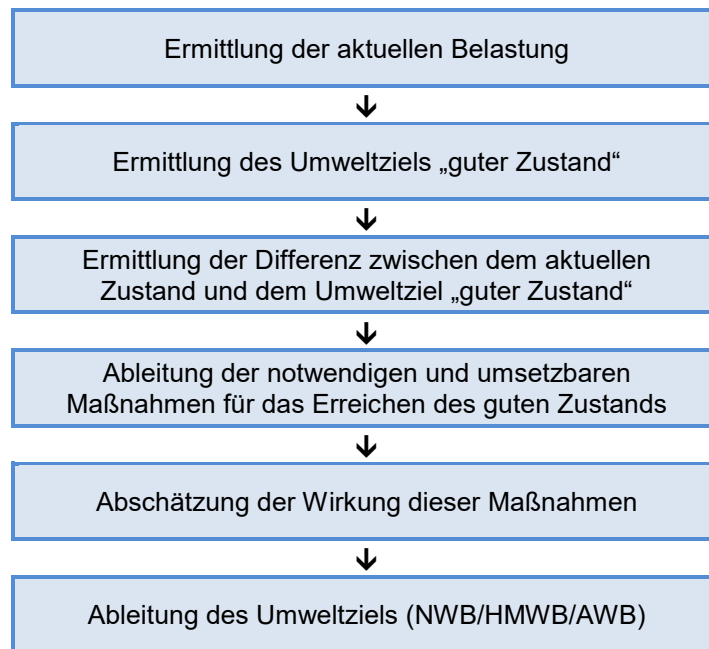 Ermittlung der aktuellen Belastung
Ermittlung des Umweltziels „guter Zustand“
Ermittlung der Differenz zwischen dem aktuellen
Zustand und dem Umweltziel „guter Zustand“
Ableitung der notwendigen und umsetzbaren
Maßnahmen für das Erreichen des guten Zustands
Abschätzung der Wirkung dieser Maßnahmen
Ableitung des Umweltziels (NWB/HMWB/AWB)